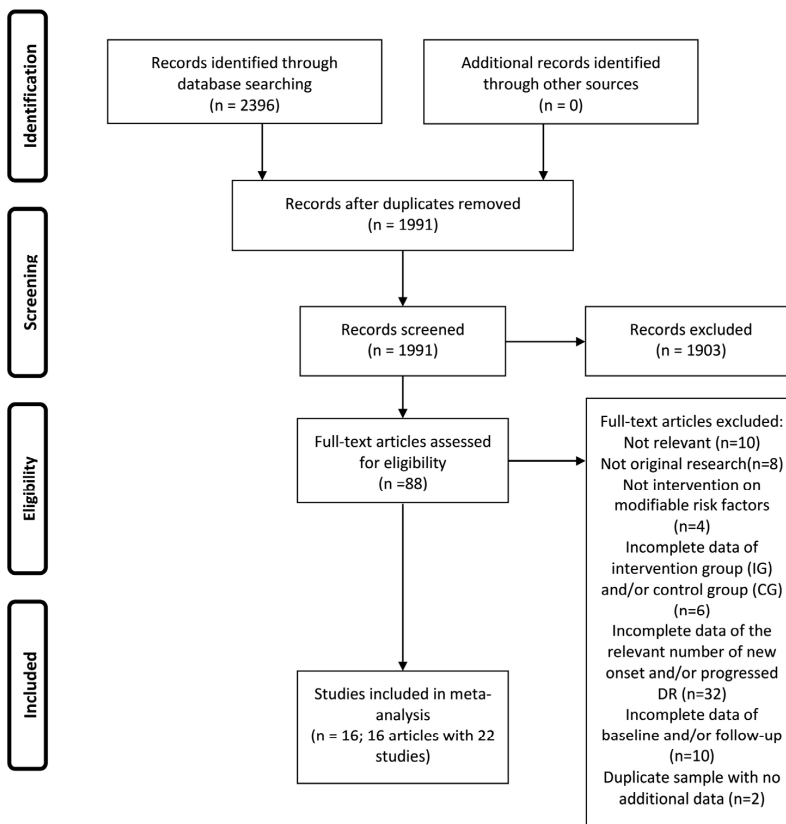 Identification
Records identified through
database searching
(n = 2396)
Additional records identified
through other sources
(n = 0)
Records after duplicates removed
(n = 1991)
Screening
Records screened
(n = 1991)
Records excluded
(n = 1903)
Eligibility
Full-text articles assessed
for eligibility
(n =88)
Full-text articles excluded:
Not relevant (n=10)
Not original research(n=8)
Not intervention on
modifiable risk factors
(n=4)
Incomplete data of
intervention group (IG)
and/or control group (CG)
(n=6)
Incomplete data of the
relevant number of new
onset and/or progressed
DR (n=32)
Incomplete data of
baseline and/or follow-up
(n=10)
Duplicate sample with no
additional data (n=2)
Included
Studies included in meta-
analysis
(n = 16; 16 articles with 22
studies)